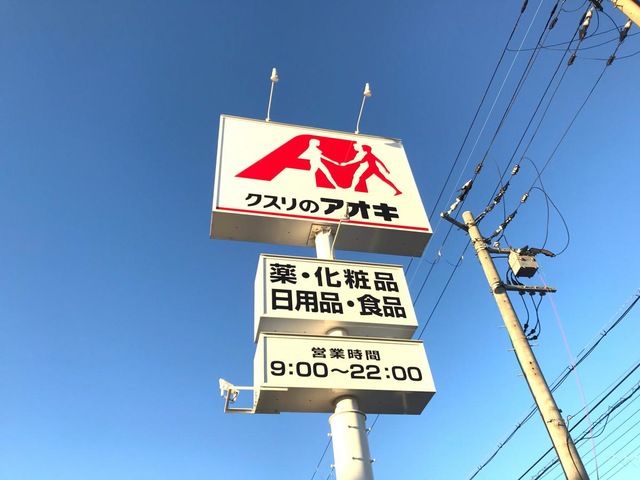 クスリのアオキ
薬・化粧品
日用品・食品
営業時間
9:00～22:00